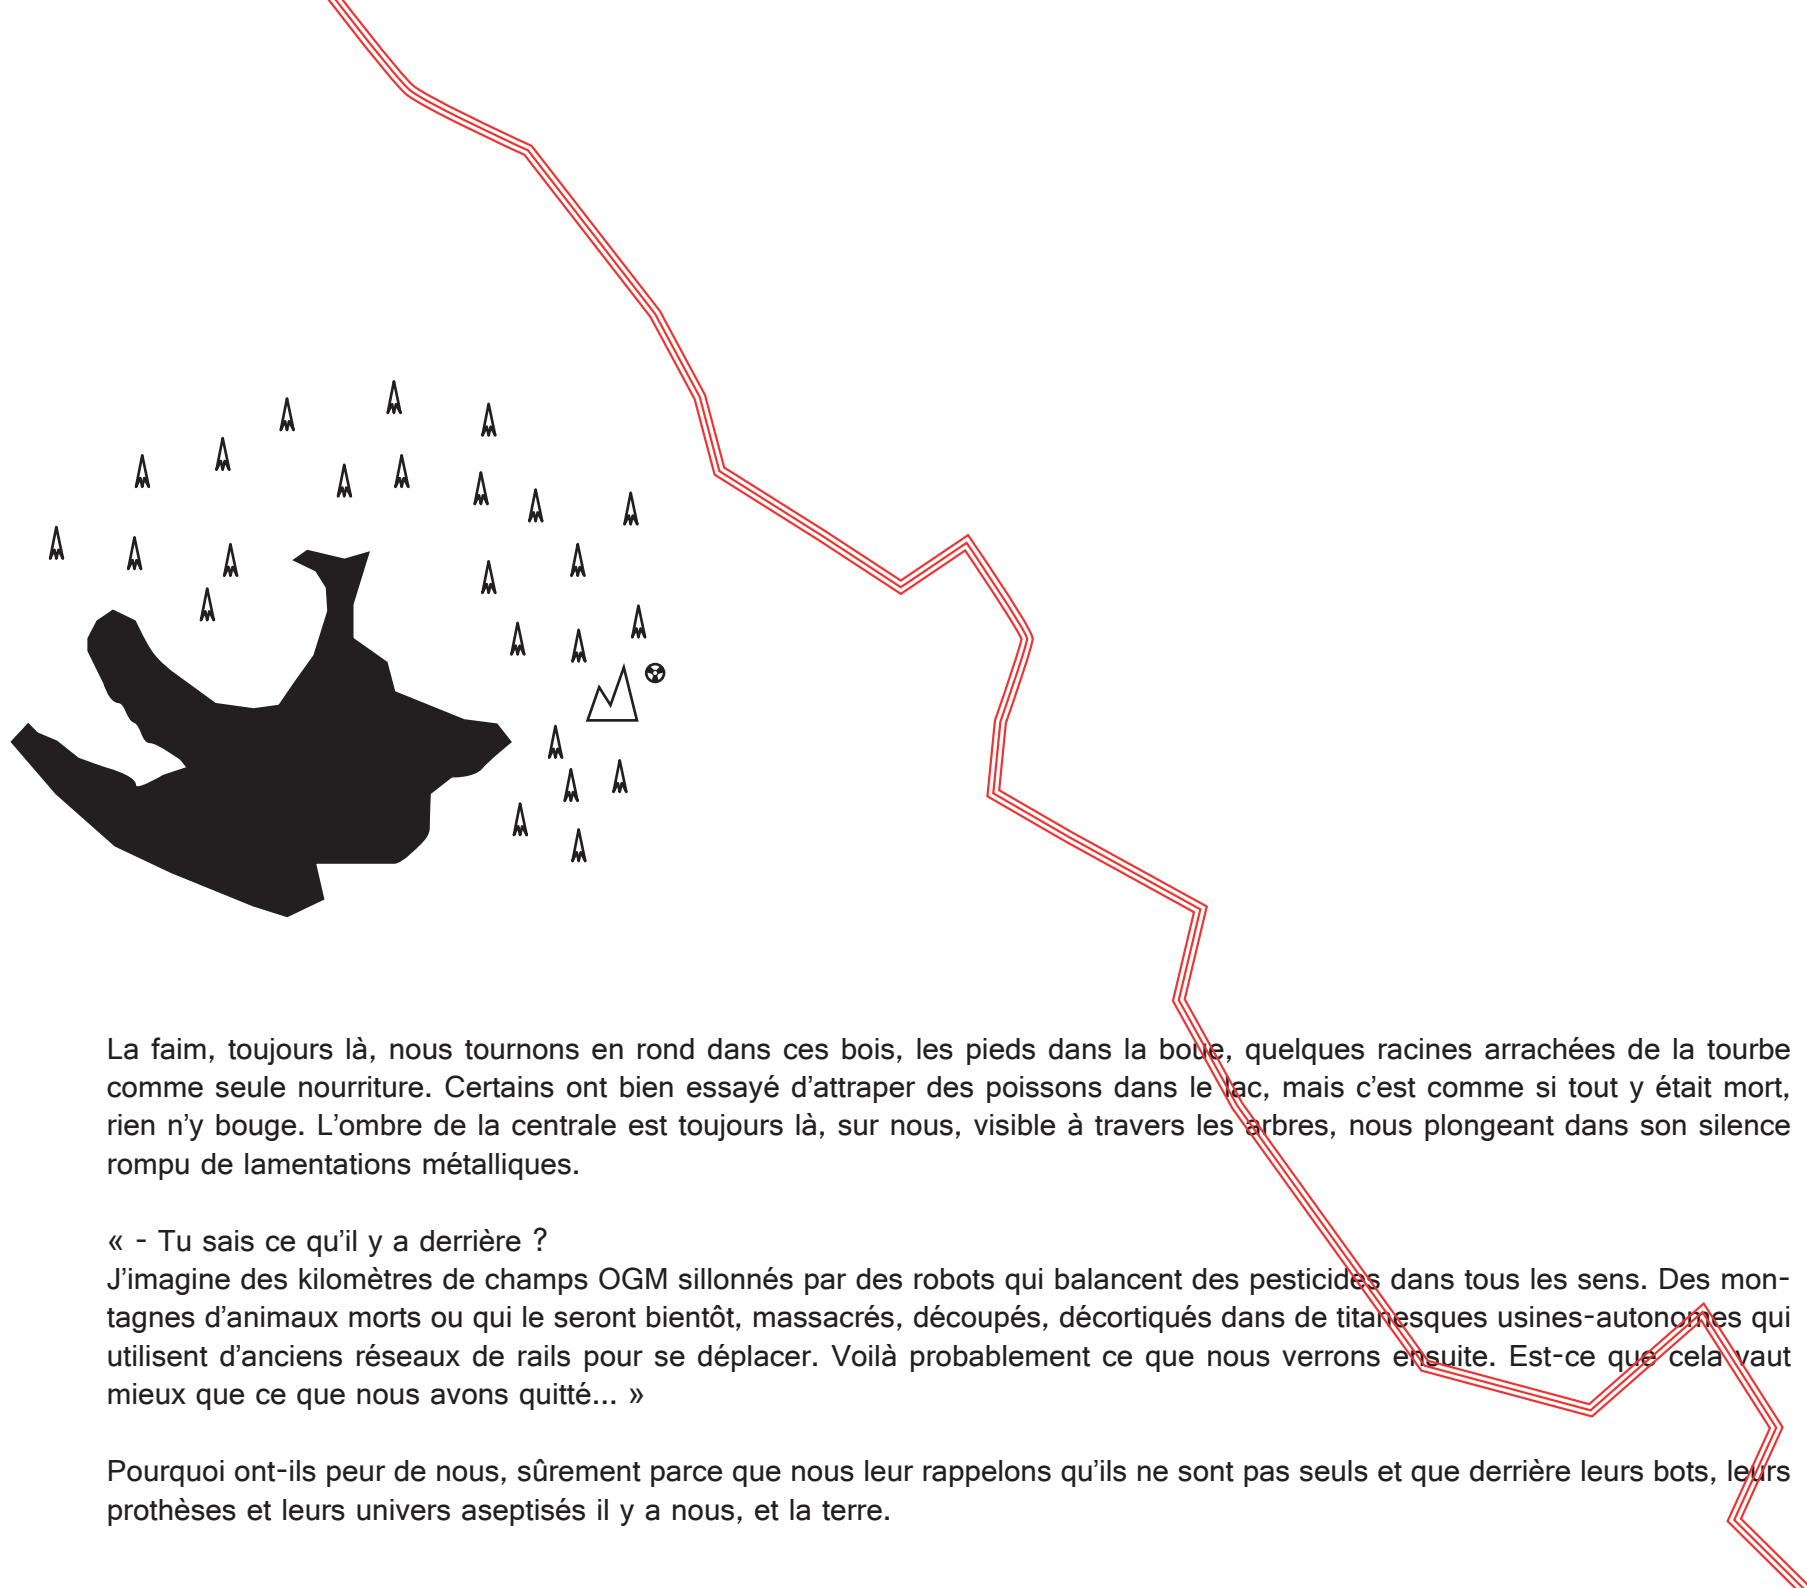 La faim, toujours là, nous tournons en rond dans ces bois, les pieds dans la boue, quelques racines arrachées de la tourbe
comme seule nourriture. Certains ont bien essayé d'attraper des poissons dans le lac, mais c'est comme si tout y était mort,
rien n'y bouge. L'ombre de la centrale est toujours là, sur nous, visible à travers les arbres, nous plongeant dans son silence
rompu de lamentations métalliques.
« - Tu sais ce qu'il y a derrière ?
J'imagine des kilomètres de champs OGM sillonnés par des robots qui balancent des pesticides dans tous les sens. Des mon-
tagnes d'animaux morts ou qui le seront bientôt, massacrés, découpés, décortiqués dans de titanesques usines-autonomes qui
utilisent d'anciens réseaux de rails pour se déplacer. Voilà probablement ce que nous verrons ensuite. Est-ce que cela vaut
mieux que ce que nous avons quitté... »
Pourquoi ont-ils peur de nous, sûrement parce que nous leur rappelons qu'ils ne sont pas seuls et que derrière leurs bots, leurs
prothèses et leurs univers aseptisés il y a nous, et la terre.